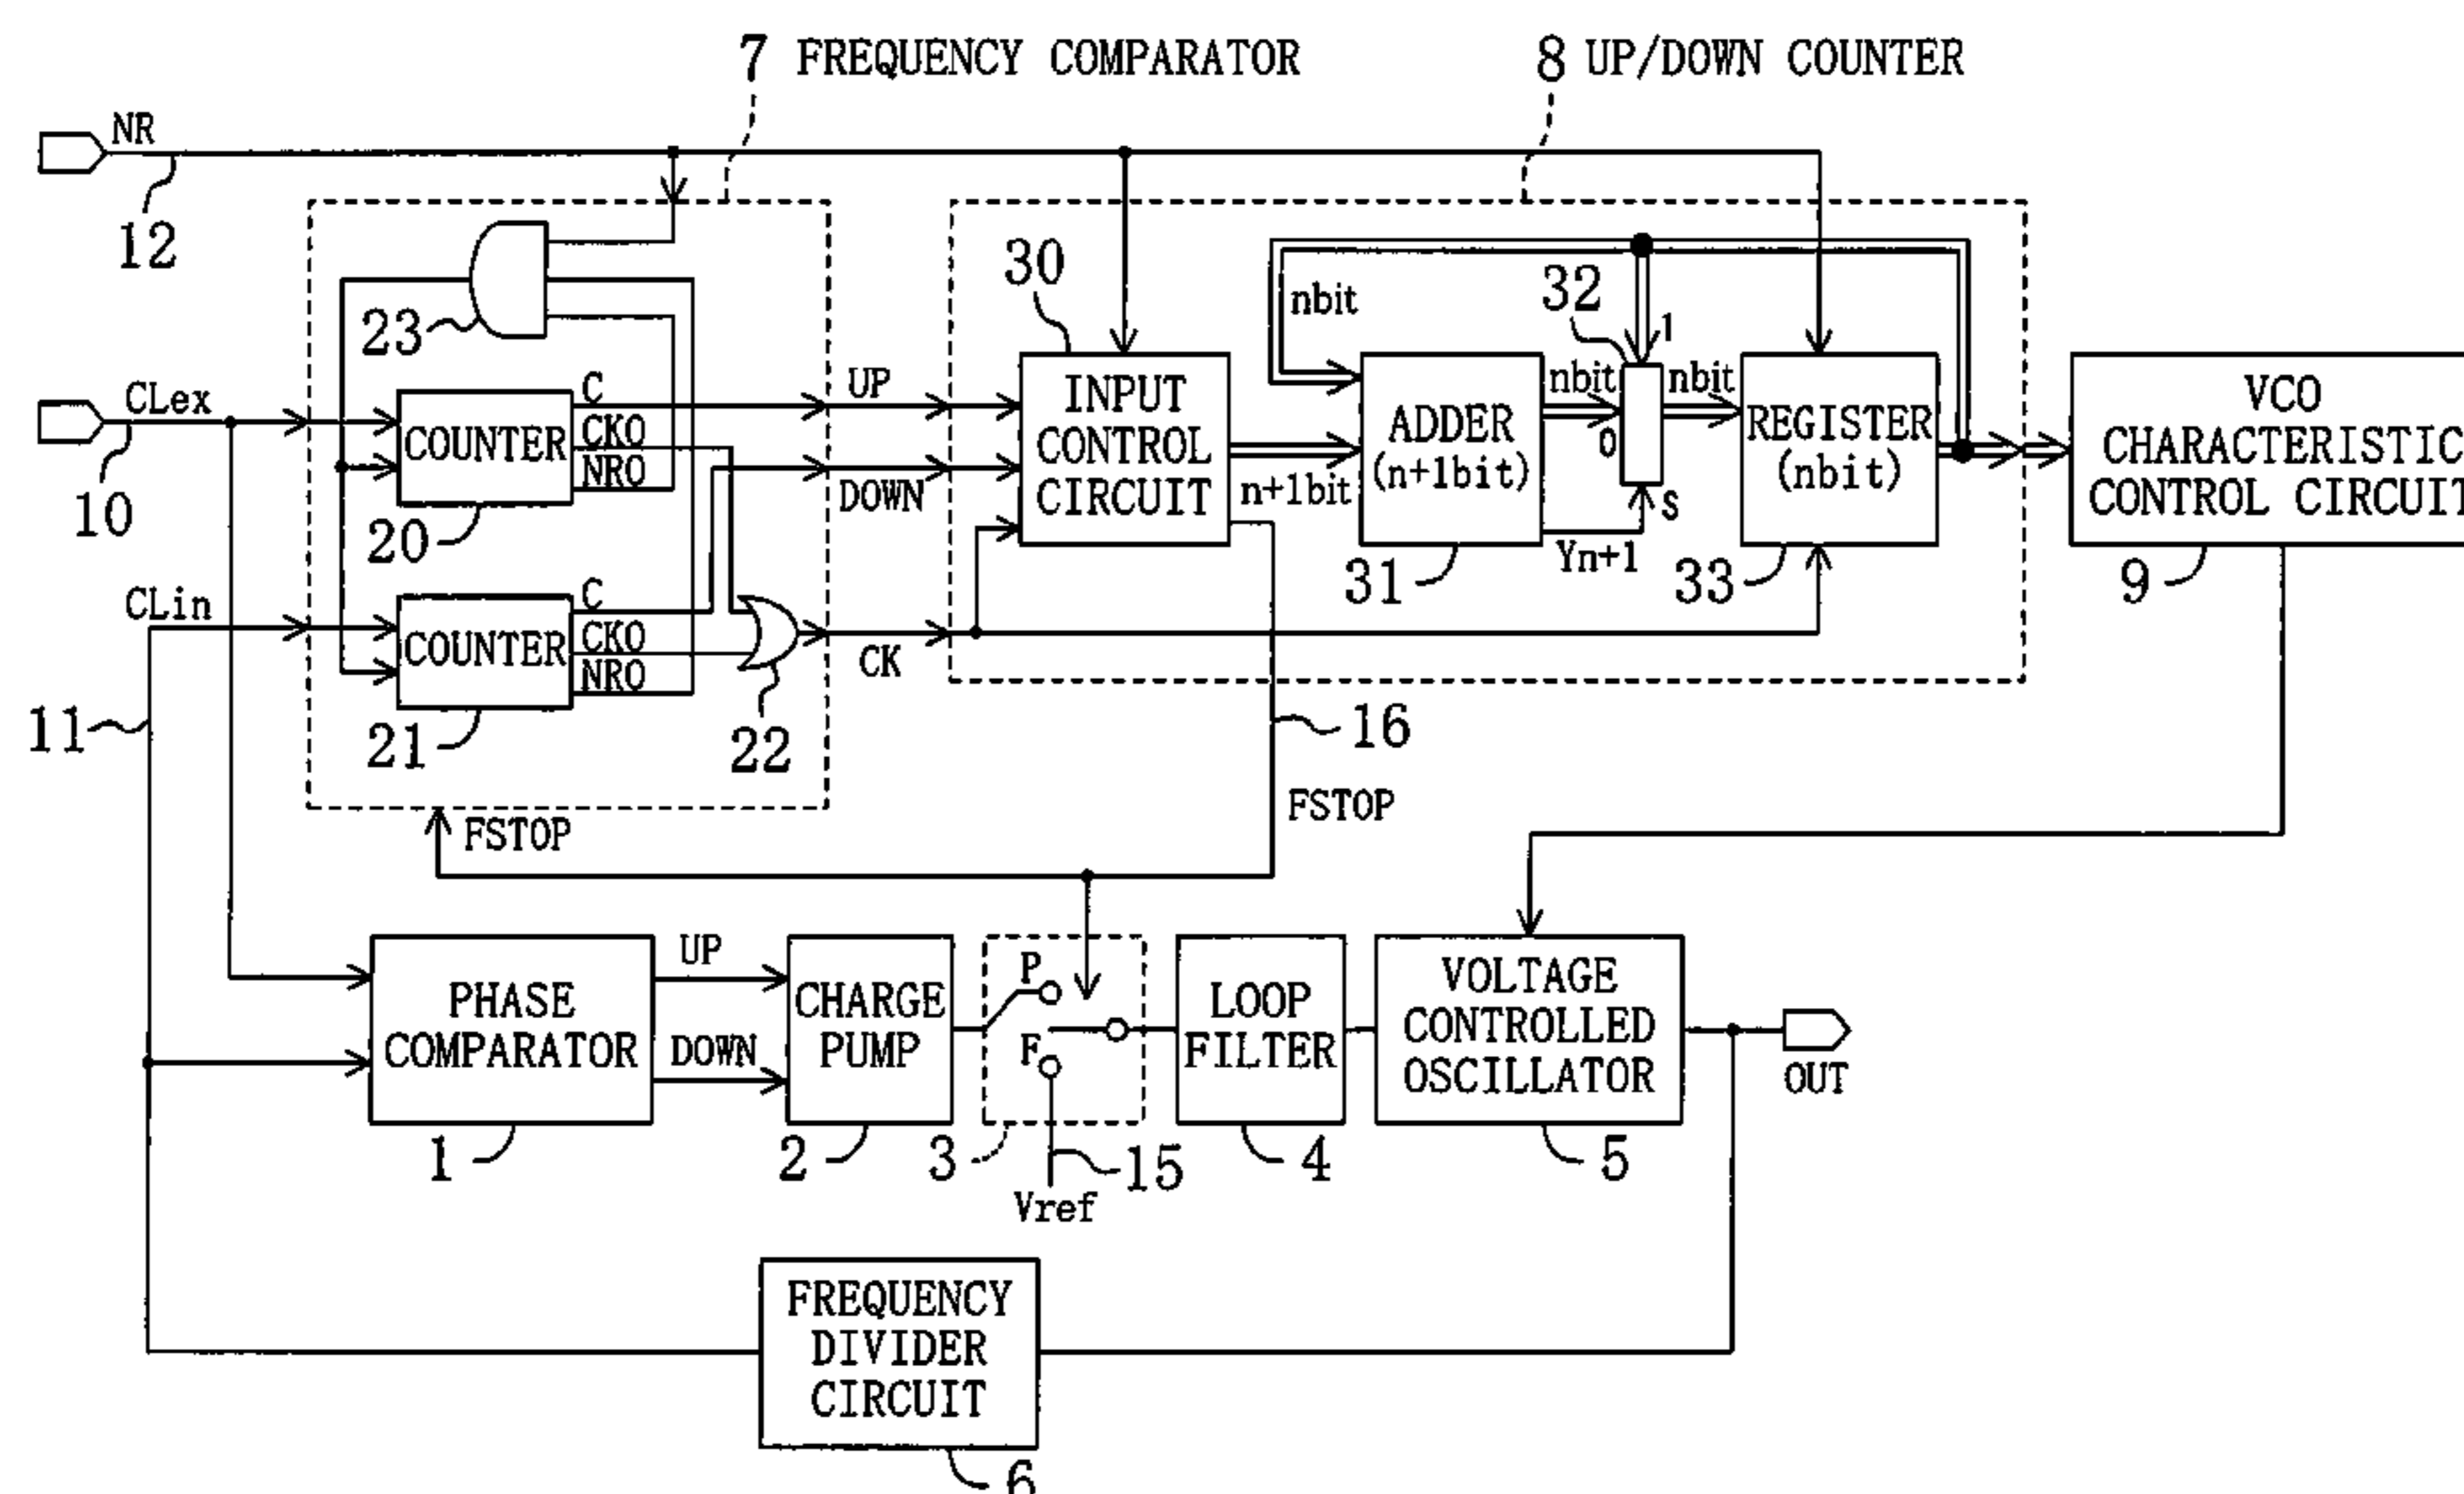 7 FREQUENCY COMPARATOR
8 UP/DOWN COUNTER
NR
12
30
32
nbit
1
23
CLex
10
C
CKO
NRO
COUNTER
20
UP
DOWN
INPUT
CONTROL
CIRCUIT
n+1bit
ADDER
(n+1bit)
31
nbit
0
nbit
S
Yn+1
REGISTER
(nbit)
33
VCO
CHARACTERISTIC
CONTROL CIRCUIT
9
CLin
C
CKO
NRO
COUNTER
21
22
CK
11
16
FSTOP
FSTOP
PHASE
COMPARATOR
1
UP
DOWN
CHARGE
PUMP
2
P
F
3
15
Vref
LOOP
FILTER
4
VOLTAGE
CONTROLLED
OSCILLATOR
5
OUT
FREQUENCY
DIVIDER
CIRCUIT
6